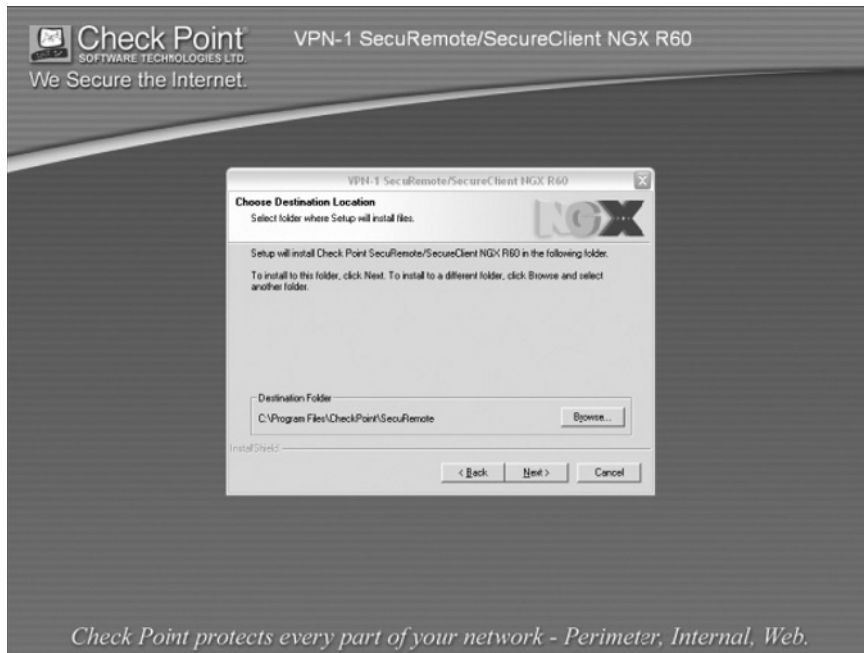 Check Point
SOFTWARE TECHNOLOGIES LTD.
We Secure the Internet.
VPN-1 SecuRemote/SecureClient NGX R60
VPN-1 SecuRemote/SecureClient NGX R60
Choose Destination Location
Select folder where Setup will install files.
NGX
Setup will install Check Point SecuRemote/SecureClient NGX R60 in the following folder.
To install to this folder, click Next. To install to a different folder, click Browse and select
another folder.
Destination Folder
C:\Program Files\CheckPoint\SecuRemote
Browse...
InstallShield
< Back
Next >
Cancel
Check Point protects every part of your network - Perimeter, Internal, Web.